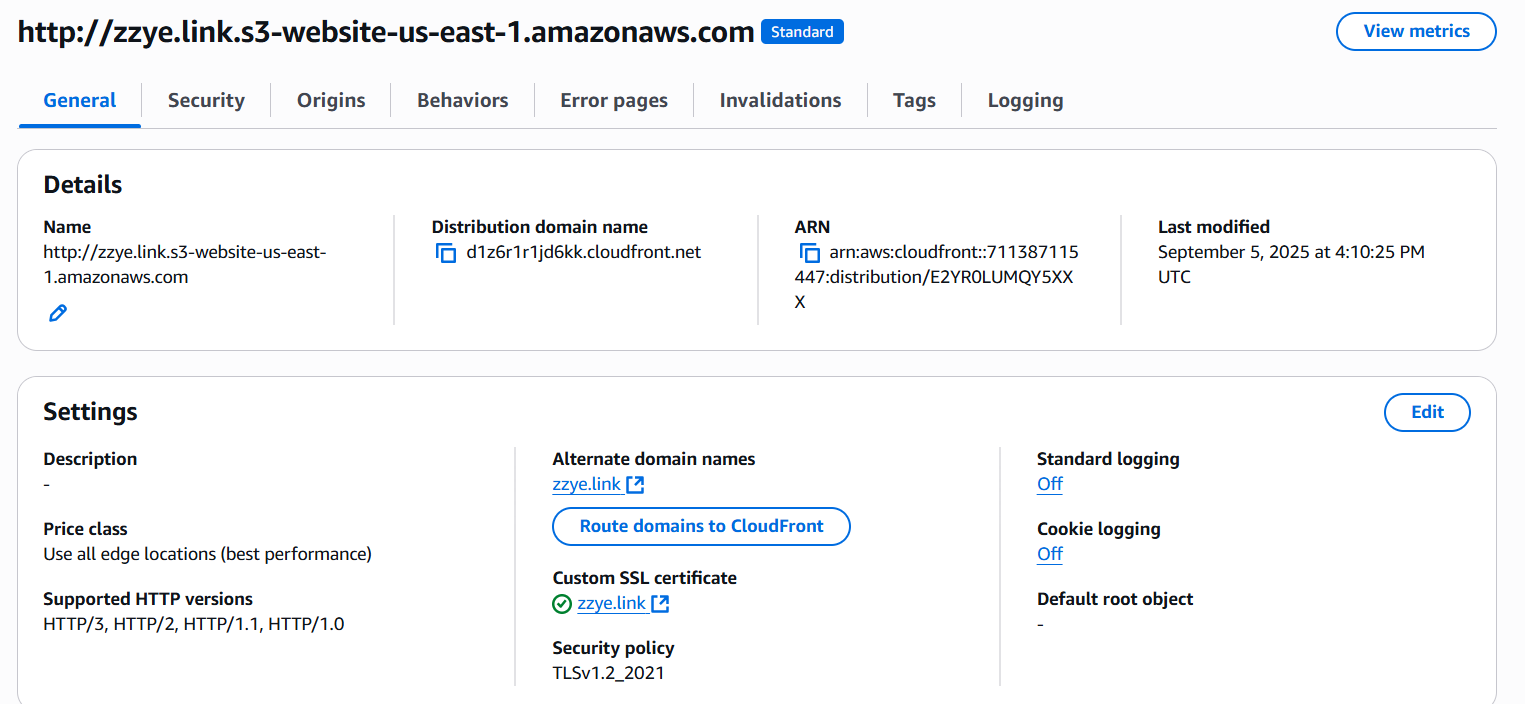 http://zzye.link.s3-website-us-east-1.amazonaws.com Standard View metrics
General Security Origins Behaviors Error pages Invalidations Tags Logging
Details
Name
http://zzye.link.s3-website-us-east-
1.amazonaws.com
Distribution domain name
d1z6r1r1jd6kk.cloudfront.net
ARN
arn:aws:cloudfront::711387115
447:distribution/E2YR0LUMQY5XX
X
Last modified
September 5, 2025 at 4:10:25 PM
UTC
Settings
Edit
Description
-
Price class
Use all edge locations (best performance)
Supported HTTP versions
HTTP/3, HTTP/2, HTTP/1.1, HTTP/1.0
Alternate domain names
zzye.link
Route domains to CloudFront
Custom SSL certificate
zzye.link
Security policy
TLSv1.2_2021
Standard logging
Off
Cookie logging
Off
Default root object
-